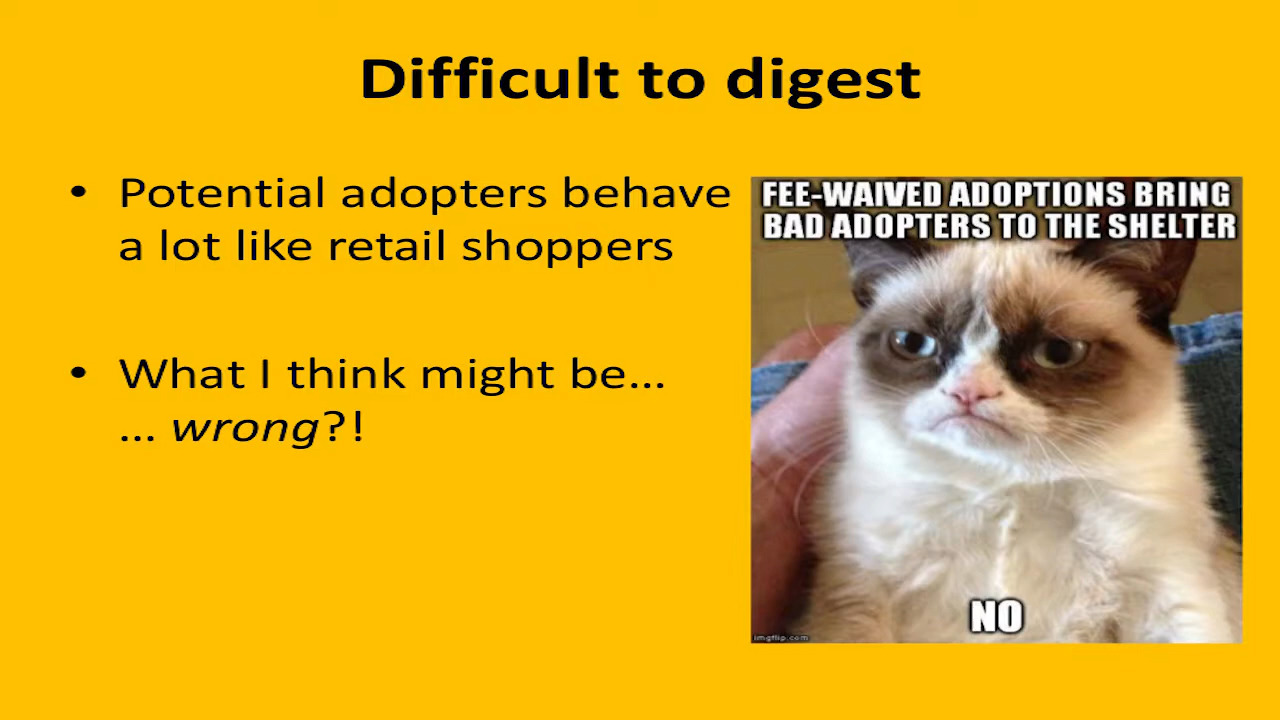 Difficult to digest
• Potential adopters behave
a lot like retail shoppers
• What I think might be...
... wrong?!
FEE-WAIVED ADOPTIONS BRING
BAD ADOPTERS TO THE SHELTER
NO
imgflip.com